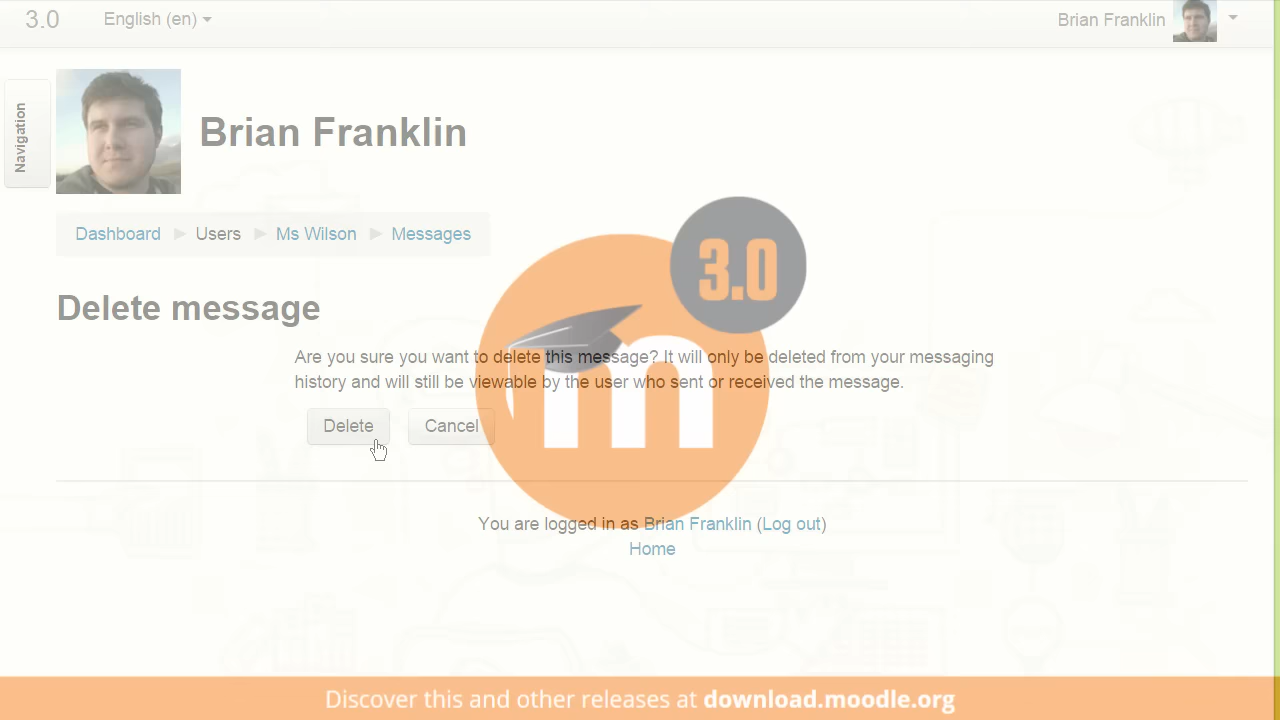 3.0
English (en)
Brian Franklin
Navigation
Brian Franklin
Dashboard Users Ms Wilson Messages
3.0
Delete message
Are you sure you want to delete this message? It will only be deleted from your messaging
history and will still be viewable by the user who sent or received the message.
m
Delete Cancel
You are logged in as Brian Franklin (Log out)
Home
Discover this and other releases at download.moodle.org